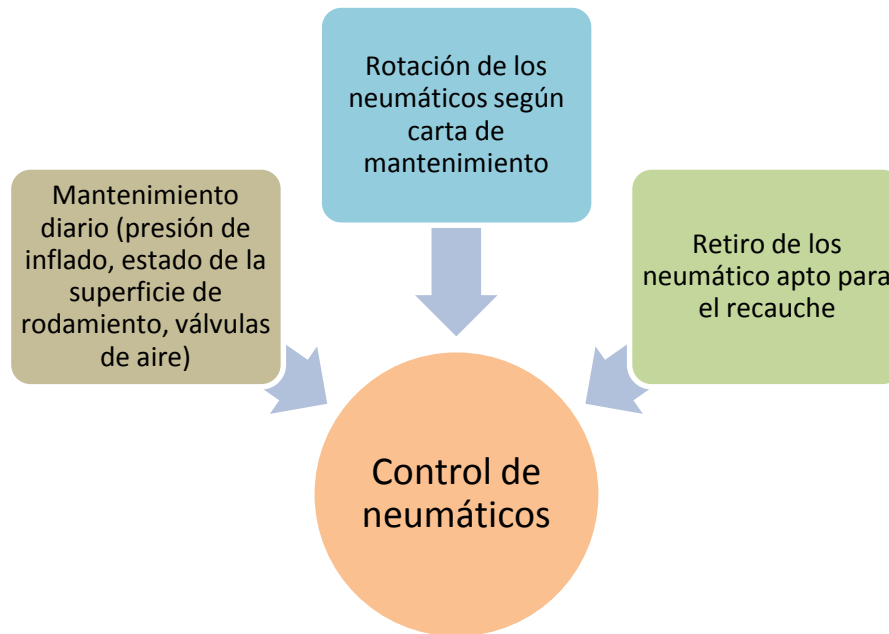 Rotación de los
neumáticos según
carta de
mantenimiento
Mantenimiento
diario (presión de
inflado, estado de la
superficie de
rodamiento, válvulas
de aire)
Retiro de los
neumático apto para
el recauche
Control de
neumáticos